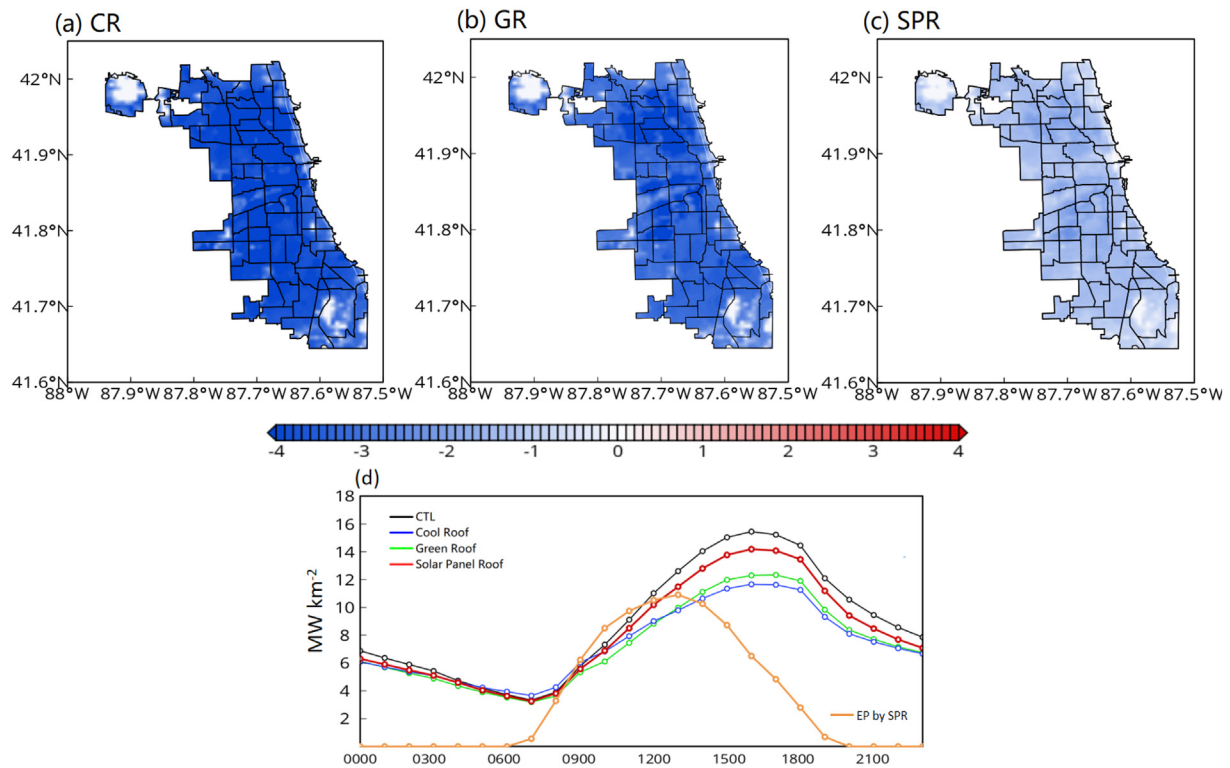 (a) CR
(b) GR
(c) SPR
42°N
41.9°N
41.8°N
41.7°N
41.6°N
88°W 87.9°W 87.8°W 87.7°W 87.6°W 87.5°W
42°N
41.9°N
41.8°N
41.7°N
41.6°N
88°W 87.9°W 87.8°W 87.7°W 87.6°W 87.5°W
42°N
41.9°N
41.8°N
41.7°N
41.6°N
88°W 87.9°W 87.8°W 87.7°W 87.6°W 87.5°W
-4 -3 -2 -1 0 1 2 3 4
(d)
MW km-2
18
16
14
12
10
8
6
4
2
CTL
Cool Roof
Green Roof
Solar Panel Roof
EP by SPR
0000 0300 0600 0900 1200 1500 1800 2100